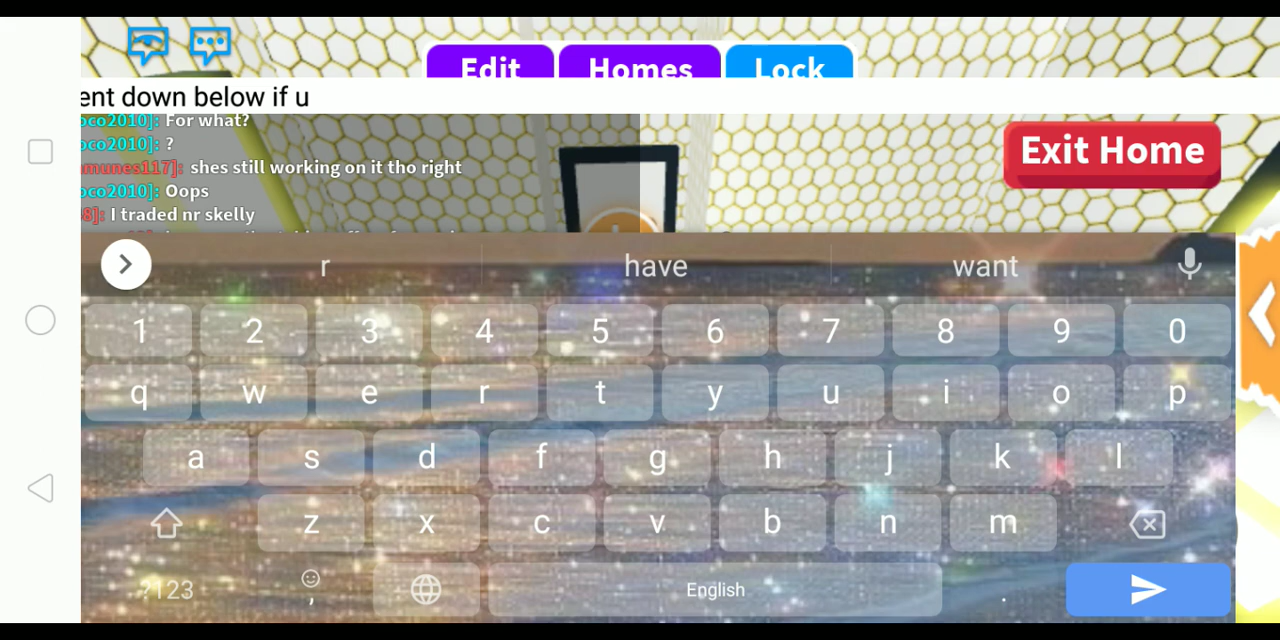 Edit Homes Lock
ent down below if u
oco2010]: For what?
oco2010]: ?
munes117]: shes still working on it tho right
oco2010]: Oops
8]: I traded nr skelly
Exit Home
r have want
1 2 3 4 5 6 7 8 9 0
q w e r t y u i o p
a s d f g h j k l
z x c v b n m
?123 , English .